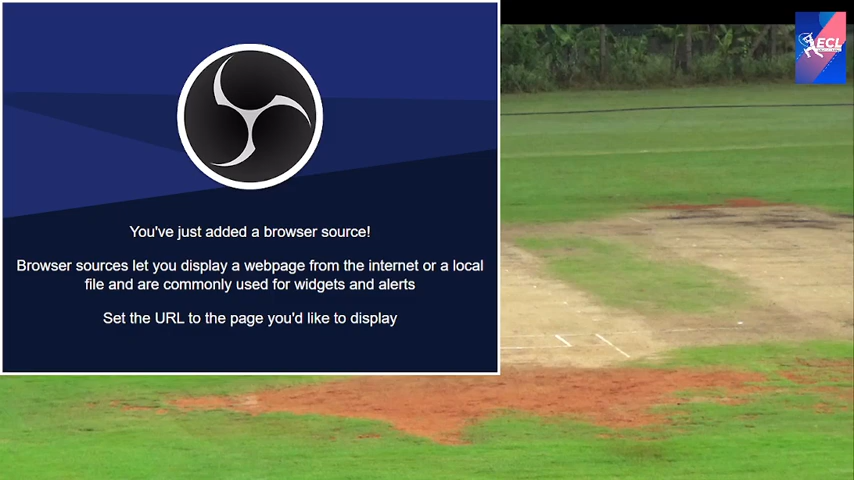 You've just added a browser source!
Browser sources let you display a webpage from the internet or a local
file and are commonly used for widgets and alerts
Set the URL to the page you'd like to display
ECL